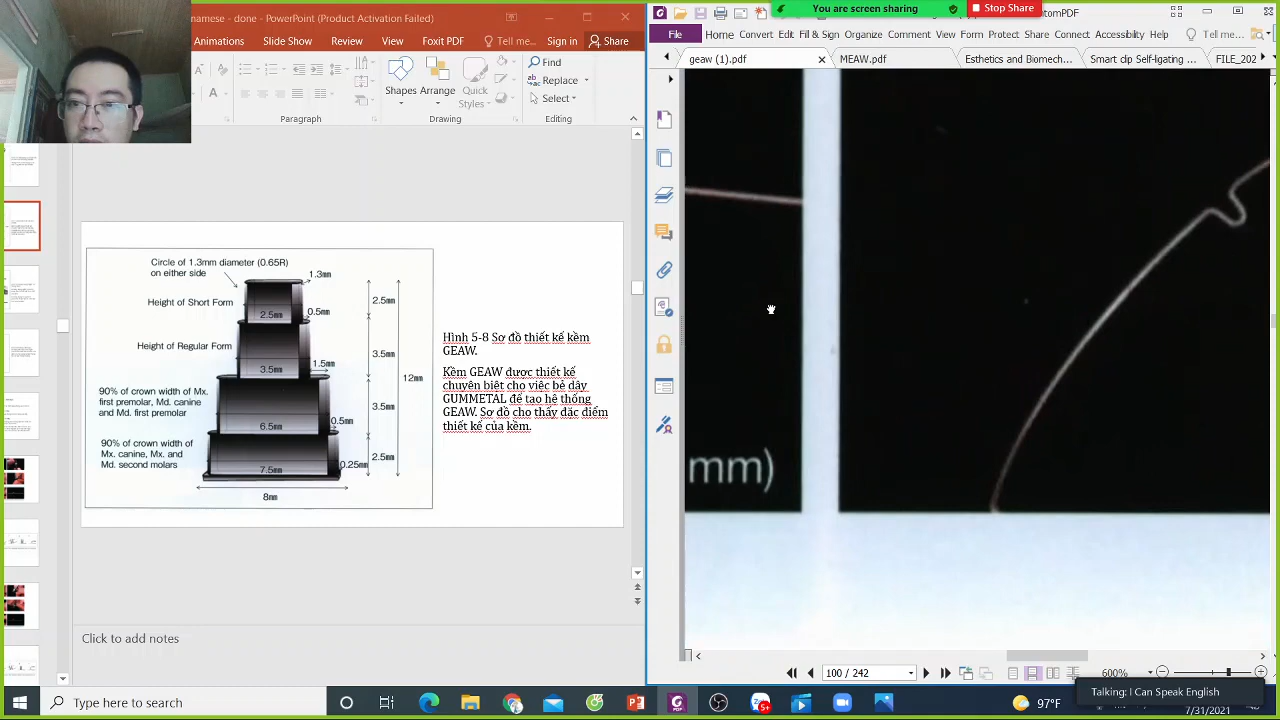 namese - done - PowerPoint (Product Activation Failed)
You are screen sharing
Stop Share
tomPDF
Animations
Slide Show
Review
View
Foxit PDF
Tell me...
Sign in
Share
File
Home
Convert
Edit
Fill & Sign
Organize
Comment
View
Form
Protect
Share
Connect
Accessibility
Help
Tell me...
geaw (1).pdf
MEAW.pdf
Esthetics and Biomech...
Smart clip Self-ligating ...
FILE_202
Shapes
Arrange
Quick
Styles
Find
Replace
Select
Paragraph
Drawing
Editing
Circle of 1.3mm diameter (0.65R)
on either side
1.3mm
Height of Short Form
2.5mm
0.5mm
2.5mm
Height of Regular Form
3.5mm
1.5mm
3.5mm
12mm
90% of crown width of Mx.
first premolar, Md. canine
and Md. first premolar
6.5mm
0.5mm
3.5mm
90% of crown width of
Mx. canine, Mx. and
Md. second molars
7.5mm
0.25mm
2.5mm
8mm
Hình 5-8 Sơ đồ thiết kế kềm
GEAW.
Kềm GEAW được thiết kế
chuyên biệt cho việc bẻ dây
METAL để tạo hệ thống
Sơ đồ cho thấy đặc điểm
thiết kế của kềm.
mm)
Click to add notes
100 / 242
600%
Talking: I Can Speak English
Type here to search
97°F
7/31/2021